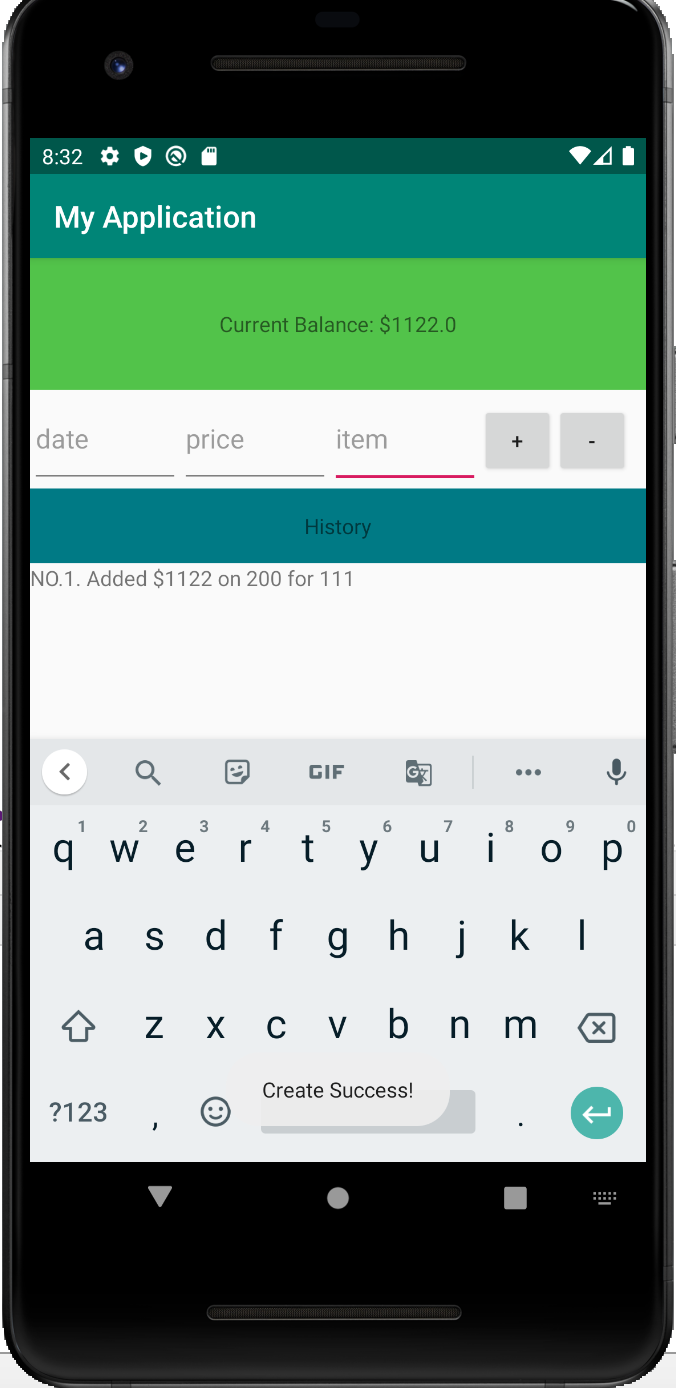 8:32
My Application
Current Balance: $1122.0
date price item + -
History
NO.1. Added $1122 on 200 for 111
GIF
1 2 3 4 5 6 7 8 9 0
q w e r t y u i o p
a s d f g h j k l
z x c v b n m
Create Success!
?123 , .